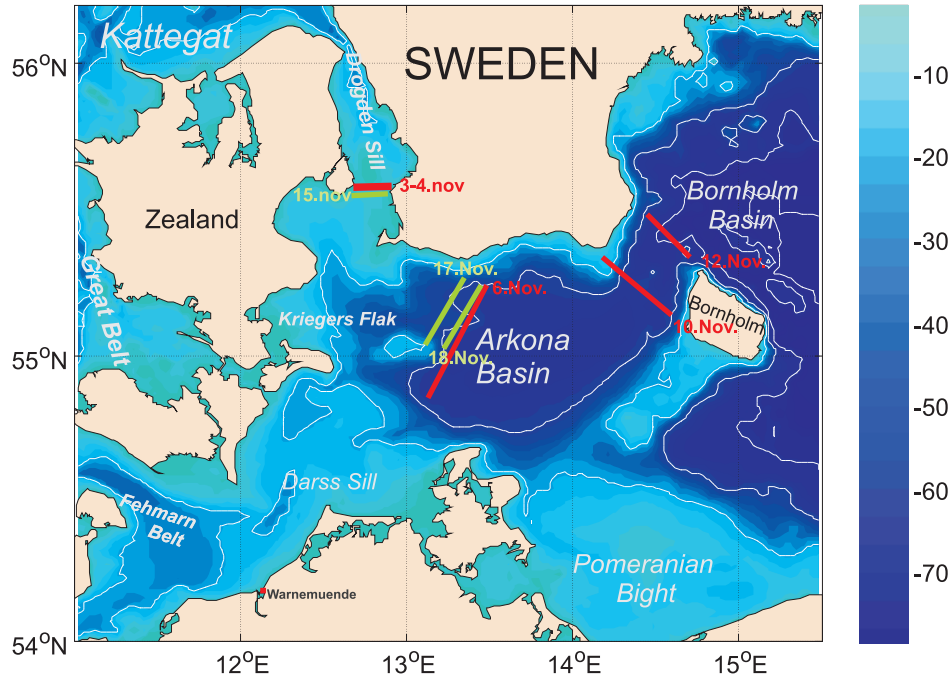 Kattegat
SWEDEN
56°N
Drogden Sill
3-4.nov
15.nov
Zealand
Bornholm
Basin
Great Belt
17.Nov.
12.Nov.
6.Nov.
Bornholm
Kriegers Flak
10.Nov.
Arkona
Basin
18.Nov.
55°N
Darss Sill
Fehmarn
Belt
Pomeranian
Bight
Warnemuende
54°N
12°E
13°E
14°E
15°E
-10
-20
-30
-40
-50
-60
-70